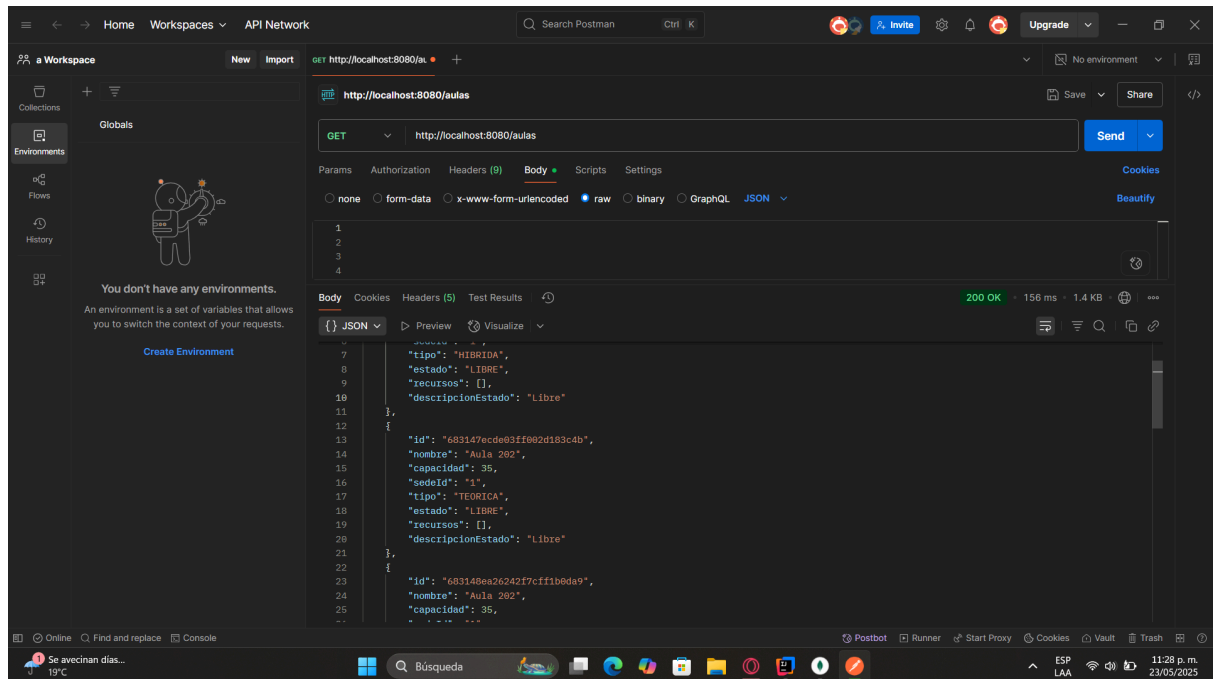 Home Workspaces API Network Search Postman Ctrl K Invite Upgrade
a Workspace New Import GET http://localhost:8080/au No environment
Collections
Environments
Flows
History
Globals
You don't have any environments.
An environment is a set of variables that allows
you to switch the context of your requests.
Create Environment
HTTP http://localhost:8080/aulas Save Share
GET http://localhost:8080/aulas Send
Params Authorization Headers (9) Body Scripts Settings Cookies
none form-data x-www-form-urlencoded raw binary GraphQL JSON Beautify
1
2
3
4
Body Cookies Headers (5) Test Results 200 OK 156 ms 1.4 KB
{} JSON Preview Visualize
7 "tipo": "HIBRIDA",
8 "estado": "LIBRE",
9 "recursos": [],
10 "descripcionEstado": "Libre"
11 },
12 {
13 "id": "683147ecde03ff002d183c4b",
14 "nombre": "Aula 202",
15 "capacidad": 35,
16 "sedeId": "1",
17 "tipo": "TEORICA",
18 "estado": "LIBRE",
19 "recursos": [],
20 "descripcionEstado": "Libre"
21 },
22 {
23 "id": "683148ea26242f7cff1b0da9",
24 "nombre": "Aula 202",
25 "capacidad": 35,
Online Find and replace Console Postbot Runner Start Proxy Cookies Vault Trash
1 Se avecinan días...
19°C
Búsqueda
ESP
LAA
11:28 p. m.
23/05/2025